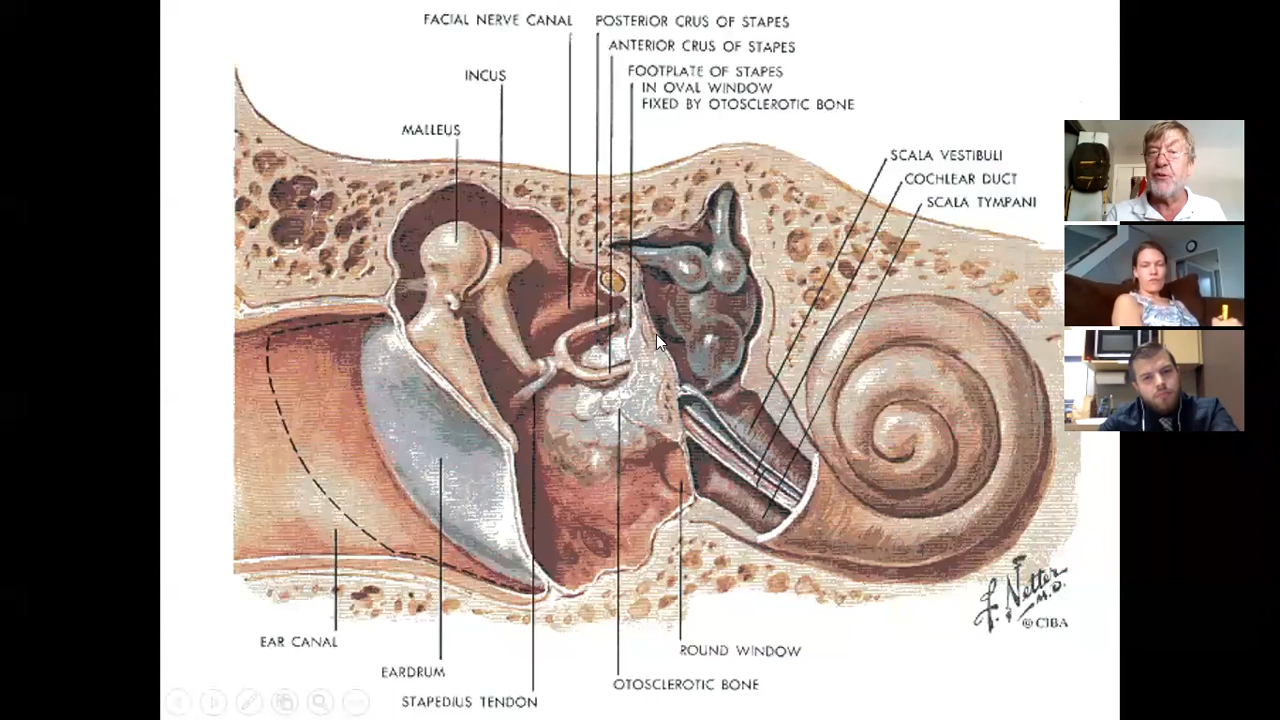 FACIAL NERVE CANAL
POSTERIOR CRUS OF STAPES
ANTERIOR CRUS OF STAPES
INCUS
FOOTPLATE OF STAPES
IN OVAL WINDOW
FIXED BY OTOSCLEROTIC BONE
MALLEUS
SCALA VESTIBULI
COCHLEAR DUCT
SCALA TYMPANI
F. Netter
M.D.
© CIBA
EAR CANAL
ROUND WINDOW
EARDRUM
OTOSCLEROTIC BONE
STAPEDIUS TENDON